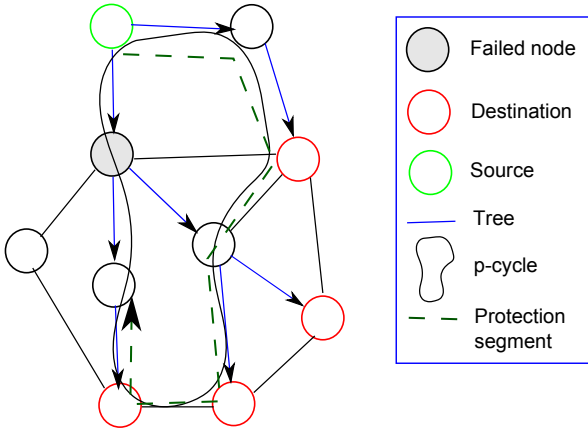 Failed node
Destination
Source
Tree
p-cycle
Protection
segment